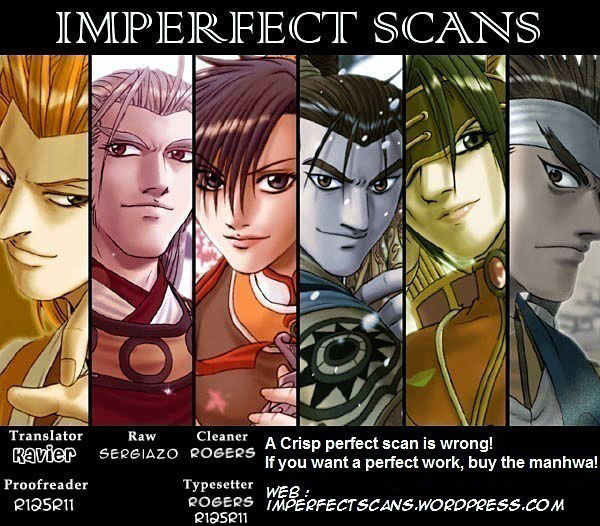 IMPERFECT SCANS
Translator
Kavier
Raw
SERGIAZO
Cleaner
ROGERS
Proofreader
R125R11
Typesetter
ROGERS
R125R11
A Crisp perfect scan is wrong!
If you want a perfect work, buy the manhwa!
WEB :
IMPERFECTSCANS.WORDPRESS.COM